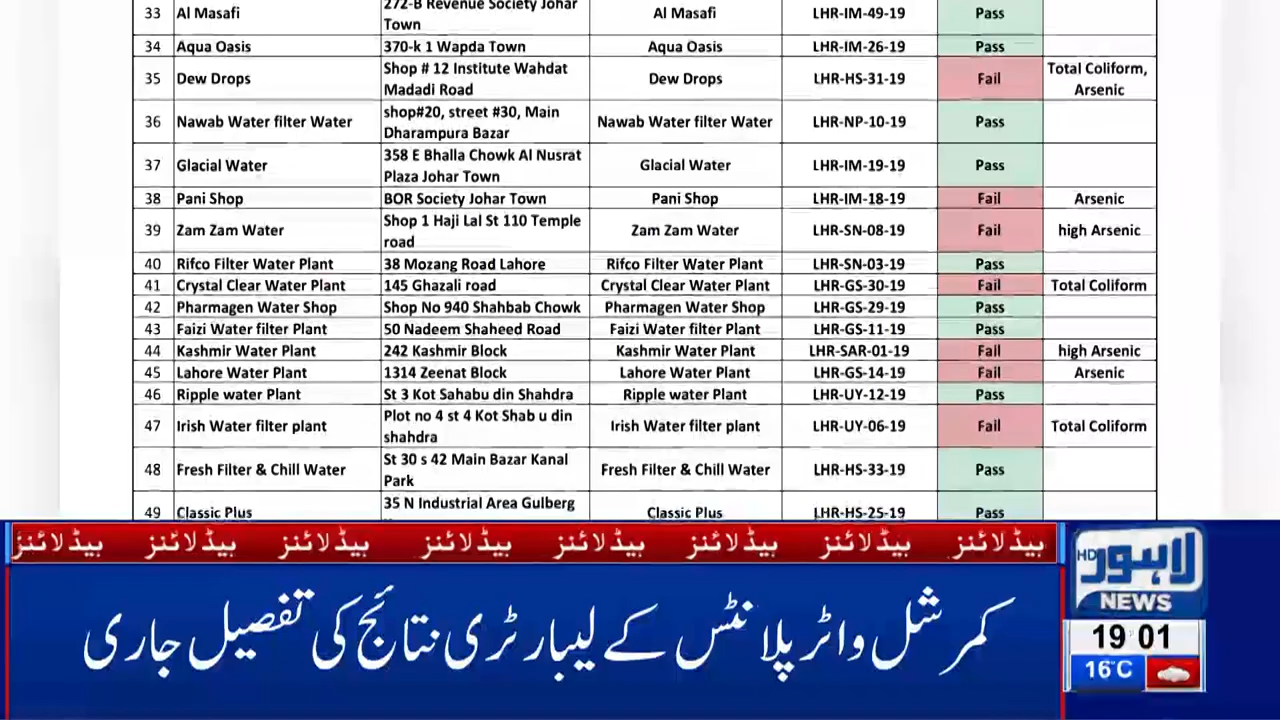 272-B Revenue Society Johar
33 Al Masafi Town Al Masafi LHR-IM-49-19 Pass
34 Aqua Oasis 370-k 1 Wapda Town Aqua Oasis LHR-IM-26-19 Pass
35 Dew Drops Shop # 12 Institute Wahdat Dew Drops LHR-HS-31-19 Fail Total Coliform,
Madadi Road Arsenic
36 Nawab Water filter Water shop#20, street #30, Main Nawab Water filter Water LHR-NP-10-19 Pass
Dharampura Bazar
37 Glacial Water 358 E Bhalla Chowk Al Nusrat Glacial Water LHR-IM-19-19 Pass
Plaza Johar Town
38 Pani Shop BOR Society Johar Town Pani Shop LHR-IM-18-19 Fail Arsenic
39 Zam Zam Water Shop 1 Haji Lal St 110 Temple Zam Zam Water LHR-SN-08-19 Fail high Arsenic
road
40 Rifco Filter Water Plant 38 Mozang Road Lahore Rifco Filter Water Plant LHR-SN-03-19 Pass
41 Crystal Clear Water Plant 145 Ghazali road Crystal Clear Water Plant LHR-GS-30-19 Fail Total Coliform
42 Pharmagen Water Shop Shop No 940 Shahbab Chowk Pharmagen Water Shop LHR-GS-29-19 Pass
43 Faizi Water filter Plant 50 Nadeem Shaheed Road Faizi Water filter Plant LHR-GS-11-19 Pass
44 Kashmir Water Plant 242 Kashmir Block Kashmir Water Plant LHR-SAR-01-19 Fail high Arsenic
45 Lahore Water Plant 1314 Zeenat Block Lahore Water Plant LHR-GS-14-19 Fail Arsenic
46 Ripple water Plant St 3 Kot Sahabu din Shahdra Ripple water Plant LHR-UY-12-19 Pass
47 Irish Water filter plant Plot no 4 st 4 Kot Shab u din Irish Water filter plant LHR-UY-06-19 Fail Total Coliform
shahdra
48 Fresh Filter & Chill Water St 30 s 42 Main Bazar Kanal Fresh Filter & Chill Water LHR-HS-33-19 Pass
Park
49 Classic Plus 35 N Industrial Area Gulberg Classic Plus LHR-HS-25-19 Pass
ہیڈلائنز ہیڈلائنز ہیڈلائنز ہیڈلائنز ہیڈلائنز ہیڈلائنز ہیڈلائنز ہیڈلائنز
کمرشل واٹر پلانٹس کے لیبارٹری نتائج کی تفصیل جاری
لاہور HD
NEWS
19 01
16°C